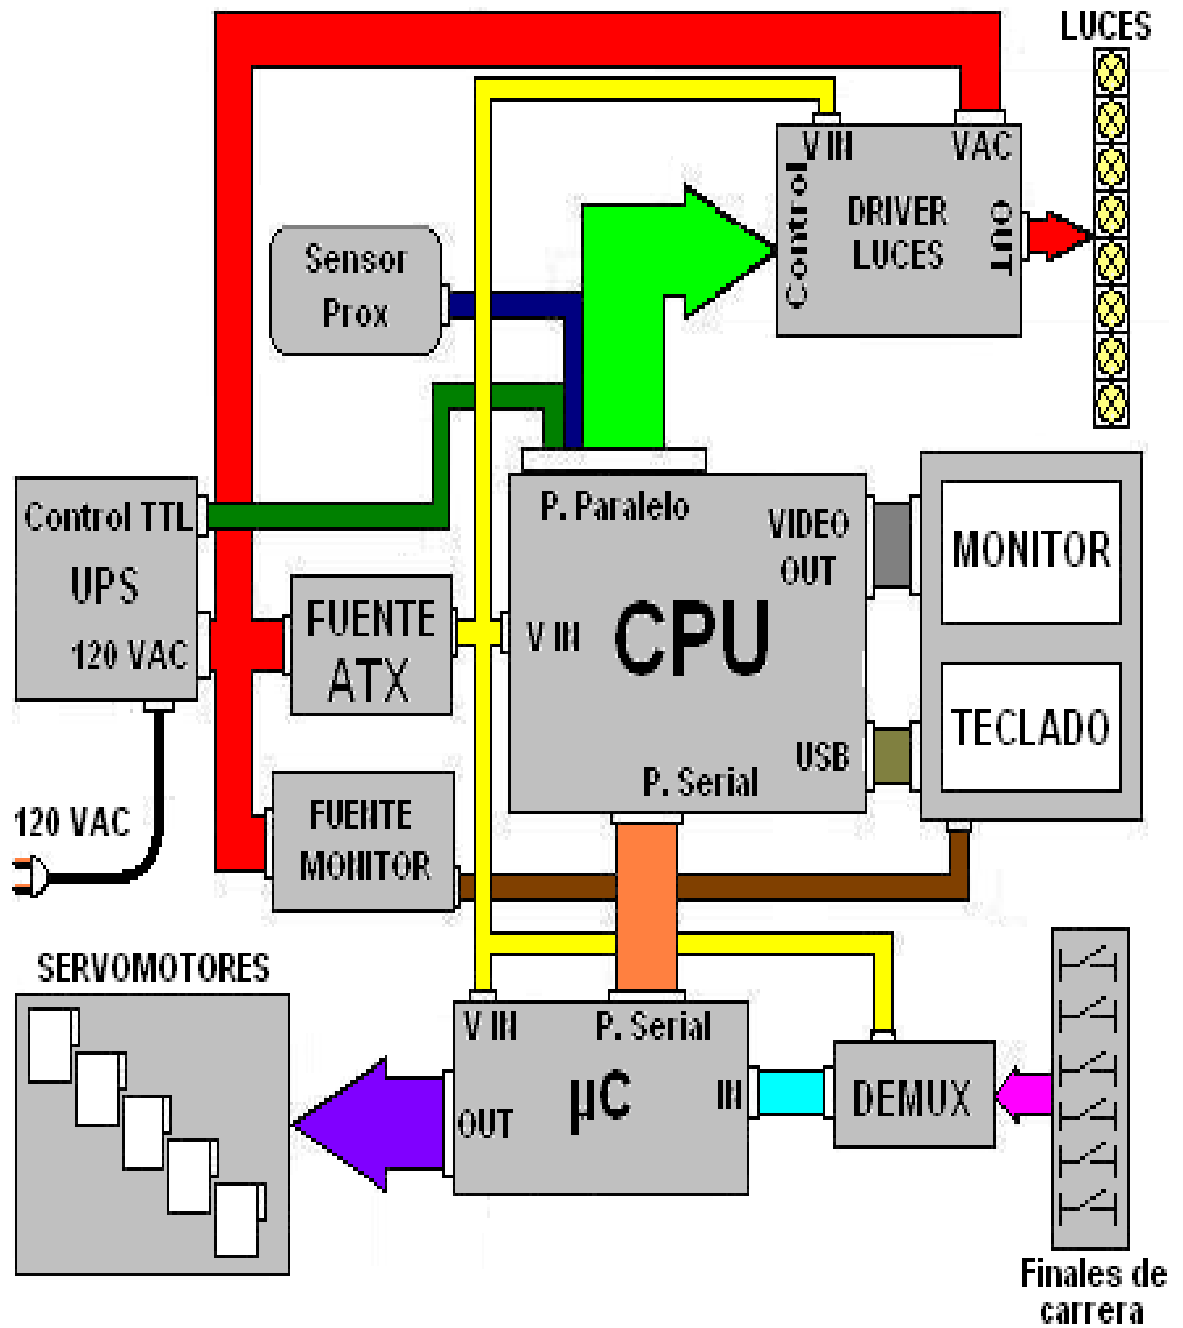 LUCES
V IN
VAC
Control
DRIVER
LUCES
OUT
Sensor
Prox
Control TTL
UPS
120 VAC
FUENTE
ATX
P. Paralelo
VIDEO
OUT
V IN
CPU
USB
P. Serial
MONITOR
TECLADO
120 VAC
FUENTE
MONITOR
SERVOMOTORES
V IN
P. Serial
µC
IN
OUT
DEMUX
Finales de
carrera